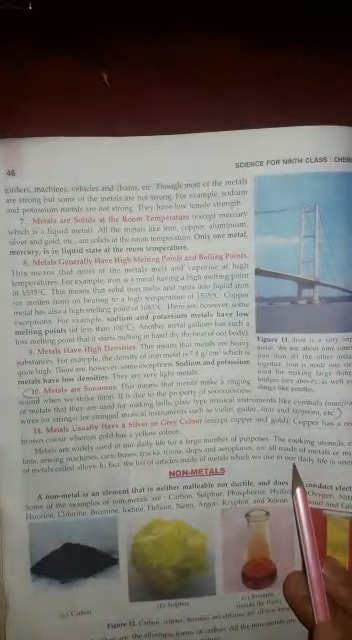 46
SCIENCE FOR NINTH CLASS : CHEM
girders, machines, vehicles and chains, etc. Though most of the metals
are strong but some of the metals are not strong. For example, sodium
and potassium metals are not strong. They have low tensile strength.
7. Metals are Solids at the Room Temperature (except mercury
which is a liquid metal). All the metals like iron, copper, aluminium,
silver and gold, etc., are solids at the room temperature. Only one metal,
mercury, is in liquid state at the room temperature.
8. Metals Generally Have High Melting Points and Boiling Points.
This means that most of the metals melt and vaporise at high
temperatures. For example, iron is a metal having a high melting point
of 1535°C. This means that solid iron melts and turns into liquid iron
(or molten iron) on heating to a high temperature of 1535°C. Copper
metal has also a high melting point of 1083°C. There are, however, some
exceptions. For example, sodium and potassium metals have low
melting points (of less than 100°C). Another metal gallium has such a
low melting point that it starts melting in hand (by the heat of our body).
9. Metals Have High Densities. This means that metals are heavy
substances. For example, the density of iron metal is 7.8 g/cm³ which is
quite high. There are, however, some exceptions. Sodium and potassium
metals have low densities. They are very light metals.
10. Metals are Sonorous. This means that metals make a ringing
sound when we strike them. It is due to the property of sonorousness
of metals that they are used for making bells, plate type musical instruments like cymbals
wires (or strings) for stringed musical instruments such as violin, guitar, sitar and tanpura, etc.
11. Metals Usually Have a Silver or Grey Colour (except copper and gold). Copper has a
brown colour whereas gold has a yellow colour.
Metals are widely used in our daily life for a large number of purposes. The cooking utensils,
fans, sewing machines, cars, buses, trucks, trains, ships and aeroplanes, are all made of metals or
of metals called alloys. In fact, the list of articles made of metals which we use in our daily life is
Figure 11. Iron is a very
metal. We use about nine
than all the other
together. Iron is made into
used for making large
bridges (see above), as well as
things like needles.
NON-METALS
A non-metal is an element that is neither malleable nor ductile, and does conduct
Some of the examples of non-metals are : Carbon, Sulphur, Phosphorus, Oxygen,
Fluorine, Chlorine, Bromine, Iodine, Helium, Neon, Argon, Krypton and Xenon
(a) Carbon
(b) Sulphur
(c) Bromine
(inside the flask)
Figure 12. Carbon, sulphur, bromine and chlorine are all
are the allotropic forms of carbon. All the non-metals